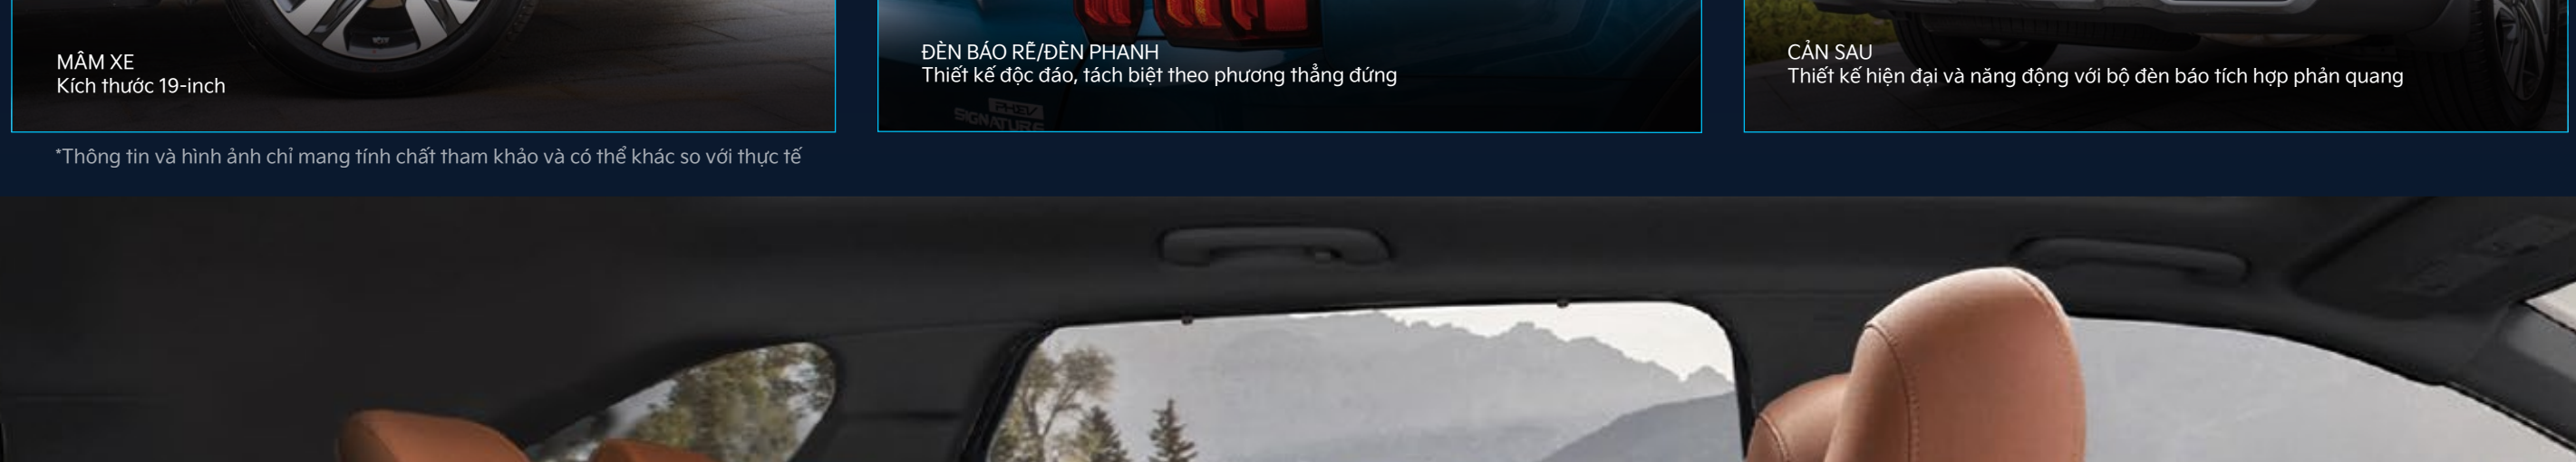 MÂM XE
Kích thước 19-inch
ĐÈN BÁO RẼ/ĐÈN PHANH
Thiết kế độc đáo, tách biệt theo phương thẳng đứng
PHEV
SIGNATURE
CẢN SAU
Thiết kế hiện đại và năng động với bộ đèn báo tích hợp phản quang
*Thông tin và hình ảnh chỉ mang tính chất tham khảo và có thể khác so với thực tế